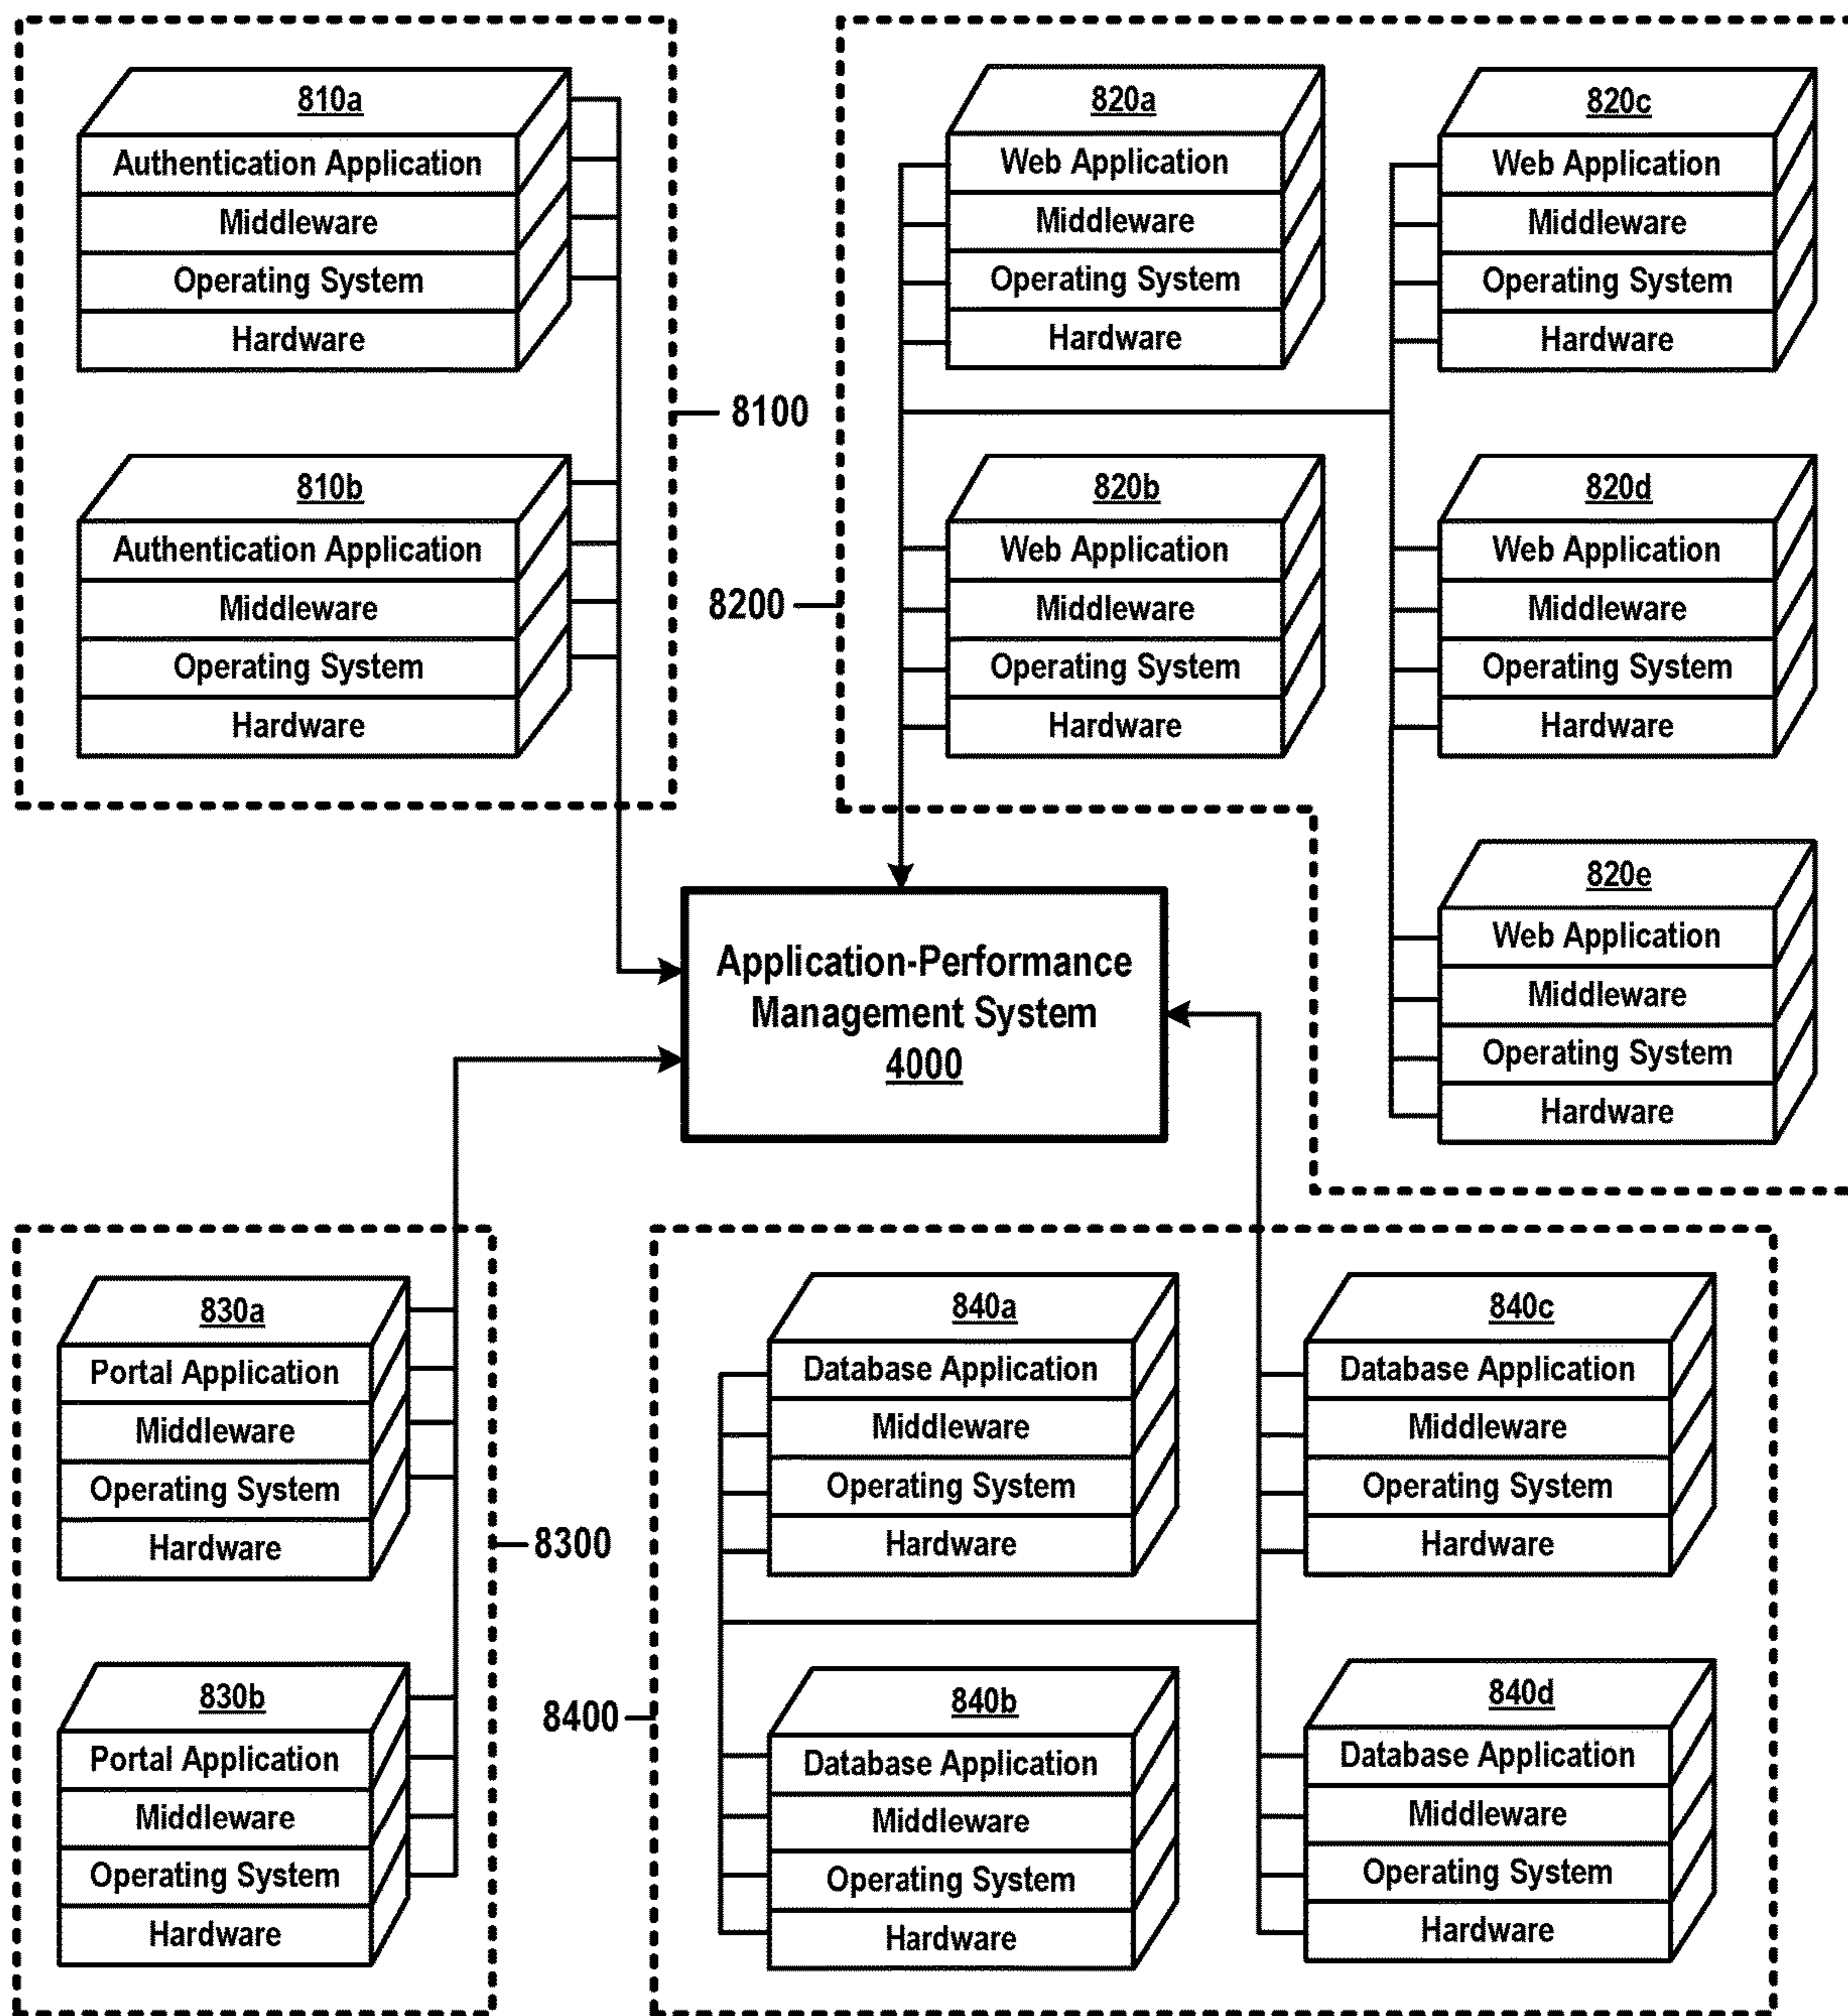 810a
Authentication Application
Middleware
Operating System
Hardware
810b
Authentication Application
Middleware
Operating System
Hardware
8100
820a
Web Application
Middleware
Operating System
Hardware
820b
Web Application
Middleware
Operating System
Hardware
820c
Web Application
Middleware
Operating System
Hardware
820d
Web Application
Middleware
Operating System
Hardware
820e
Web Application
Middleware
Operating System
Hardware
8200
Application-Performance
Management System
4000
830a
Portal Application
Middleware
Operating System
Hardware
830b
Portal Application
Middleware
Operating System
Hardware
8300
840a
Database Application
Middleware
Operating System
Hardware
840b
Database Application
Middleware
Operating System
Hardware
840c
Database Application
Middleware
Operating System
Hardware
840d
Database Application
Middleware
Operating System
Hardware
8400